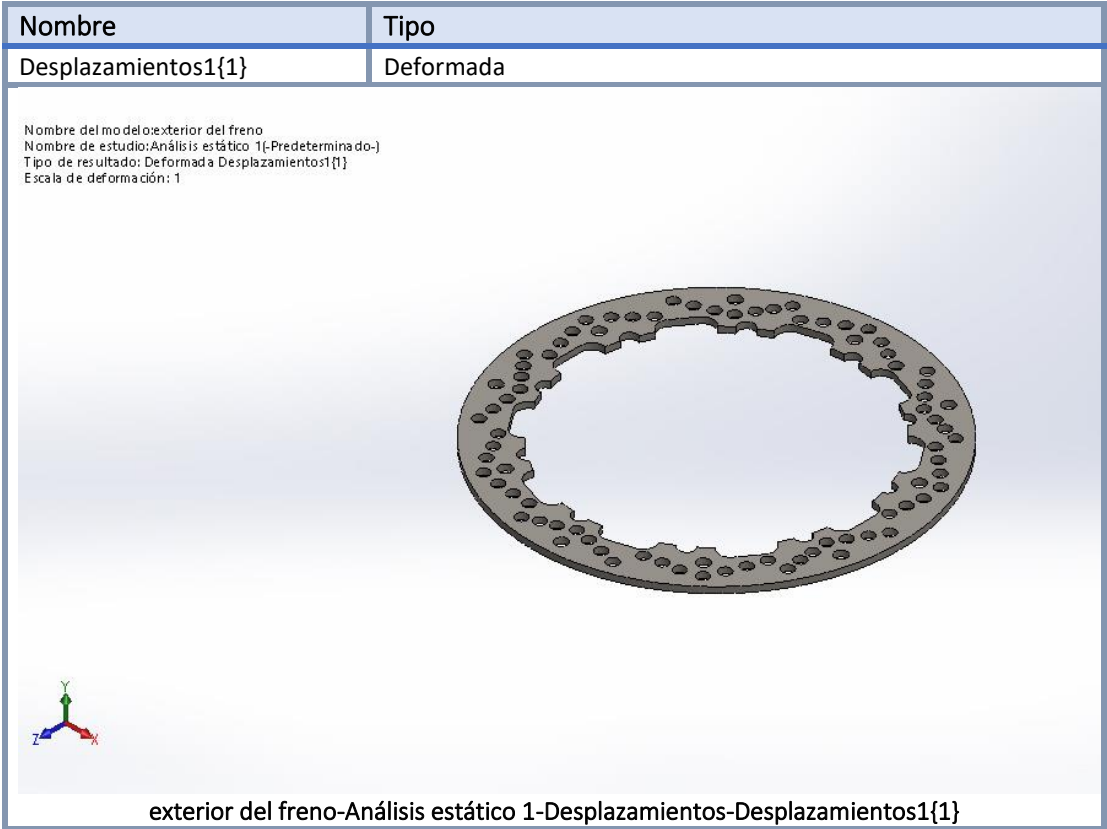 Nombre Tipo
Desplazamientos1{1} Deformada
Nombre del modelo:exterior del freno
Nombre de estudio:Análisis estático 1(-Predeterminado-)
Tipo de resultado: Deformada Desplazamientos1{1}
Escala de deformación: 1
Y
Z X
exterior del freno-Análisis estático 1-Desplazamientos-Desplazamientos1{1}